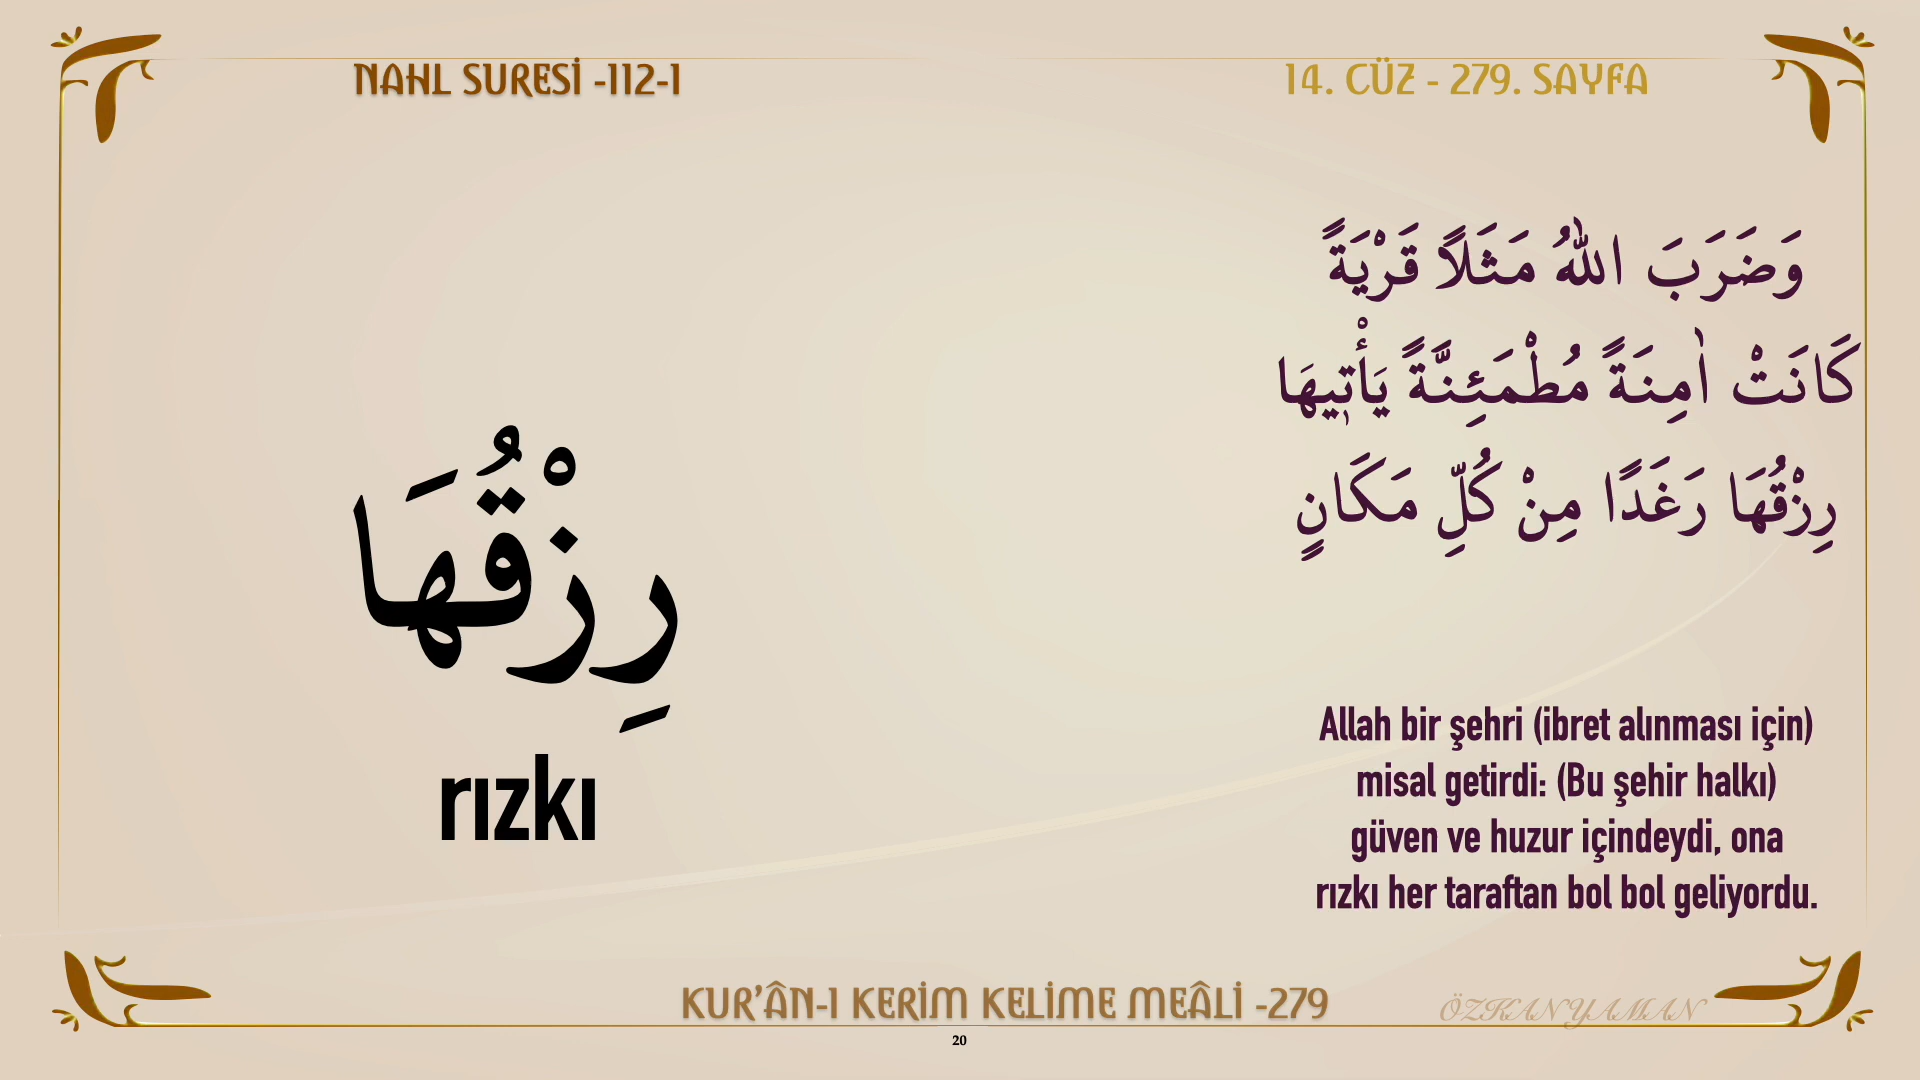 NAHL SURESİ -112-1
14. CÜZ - 279. SAYFA
وَضَرَبَ اللّٰهُ مَثَلًا قَرْيَةً
كَانَتْ اٰمِنَةً مُطْمَئِنَّةً يَأْت۪يهَا
رِزْقُهَا رَغَدًا مِنْ كُلِّ مَكَانٍ
رِزْقُهَا
rızkı
Allah bir şehri (ibret alınması için)
misal getirdi: (Bu şehir halkı)
güven ve huzur içindeydi, ona
rızkı her taraftan bol bol geliyordu.
KUR’ÂN-I KERİM KELİME MEÂLİ -279
ÖZKAN YAMAN
20